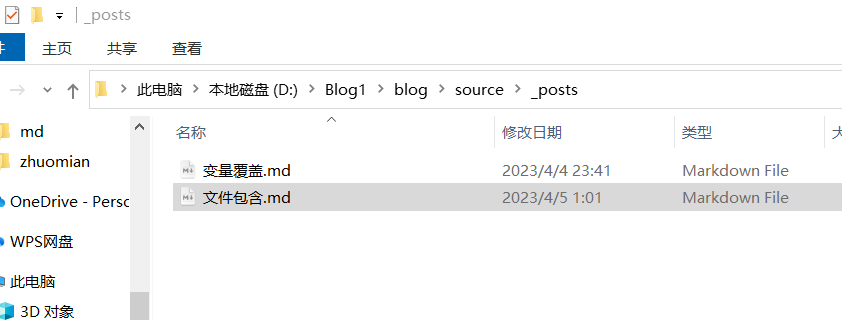 _posts
主页 共享 查看
此电脑 本地磁盘 (D:) Blog1 blog source _posts
md
zhuomian
OneDrive - Perso
WPS网盘
此电脑
3D 对象
名称 修改日期 类型
变量覆盖.md 2023/4/4 23:41 Markdown File
文件包含.md 2023/4/5 1:01 Markdown File